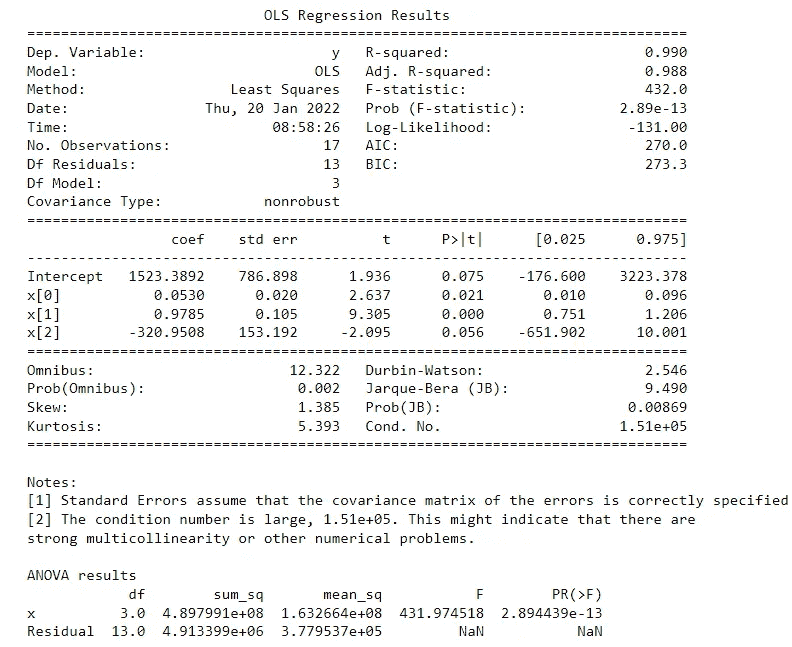 OLS Regression Results
==============================================================================
Dep. Variable: y R-squared: 0.990
Model: OLS Adj. R-squared: 0.988
Method: Least Squares F-statistic: 432.0
Date: Thu, 20 Jan 2022 Prob (F-statistic): 2.89e-13
Time: 08:58:26 Log-Likelihood: -131.00
No. Observations: 17 AIC: 270.0
Df Residuals: 13 BIC: 273.3
Df Model: 3
Covariance Type: nonrobust
==============================================================================
coef std err t P>|t| [0.025 0.975]
------------------------------------------------------------------------------
Intercept 1523.3892 786.898 1.936 0.075 -176.600 3223.378
x[0] 0.0530 0.020 2.637 0.021 0.010 0.096
x[1] 0.9785 0.105 9.305 0.000 0.751 1.206
x[2] -320.9508 153.192 -2.095 0.056 -651.902 10.001
==============================================================================
Omnibus: 12.322 Durbin-Watson: 2.546
Prob(Omnibus): 0.002 Jarque-Bera (JB): 9.490
Skew: 1.385 Prob(JB): 0.00869
Kurtosis: 5.393 Cond. No. 1.51e+05
==============================================================================
Notes:
[1] Standard Errors assume that the covariance matrix of the errors is correctly specified
[2] The condition number is large, 1.51e+05. This might indicate that there are
strong multicollinearity or other numerical problems.
ANOVA results
df sum_sq mean_sq F PR(>F)
x 3.0 4.897991e+08 1.632664e+08 431.974518 2.894439e-13
Residual 13.0 4.913399e+06 3.779537e+05 NaN NaN